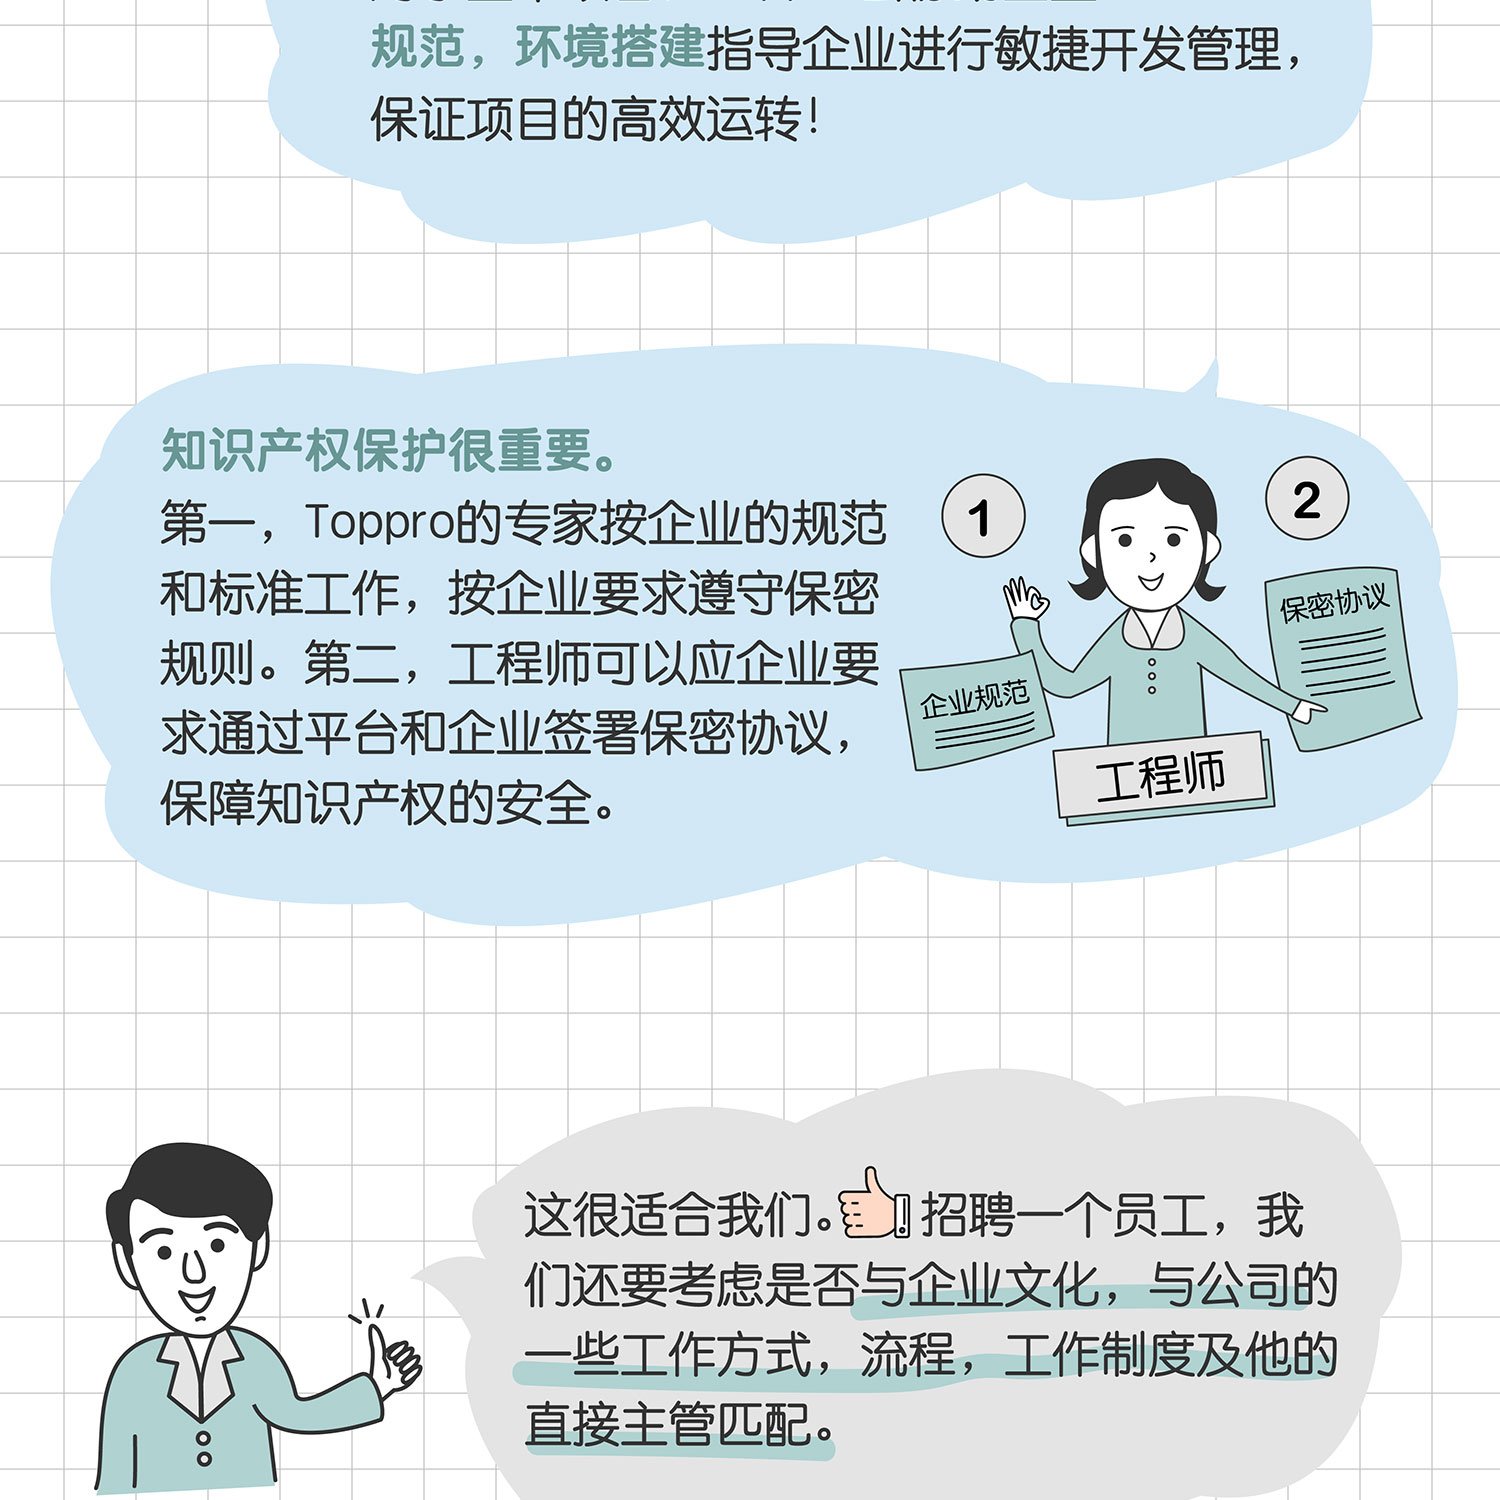 规范，环境搭建指导企业进行敏捷开发管理，
保证项目的高效运转！
知识产权保护很重要。
第一，Toppro的专家按企业的规范
和标准工作，按企业要求遵守保密
规则。第二，工程师可以应企业要
求通过平台和企业签署保密协议，
保障知识产权的安全。
1
2
保密协议
企业规范
工程师
这很适合我们。招聘一个员工，我
们还要考虑是否与企业文化，与公司的
一些工作方式，流程，工作制度及他的
直接主管匹配。